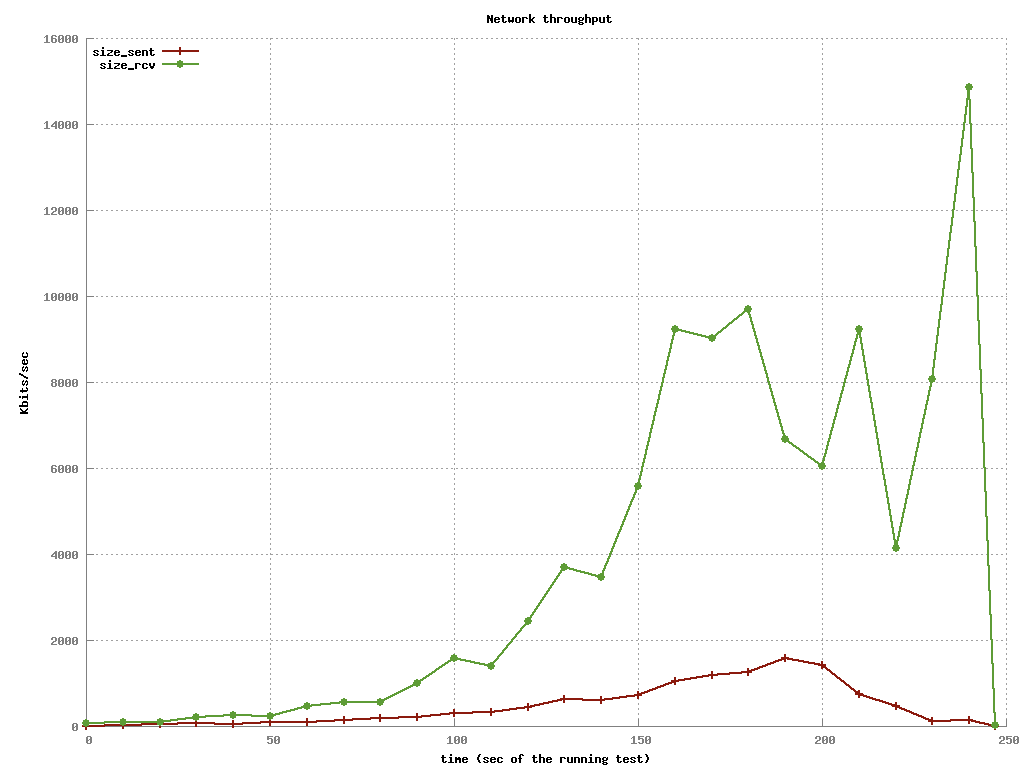 Network throughput
size_sent
size_rcv
16000
14000
12000
10000
8000
6000
4000
2000
0
Kbits/sec
0 50 100 150 200 250
time (sec of the running test)